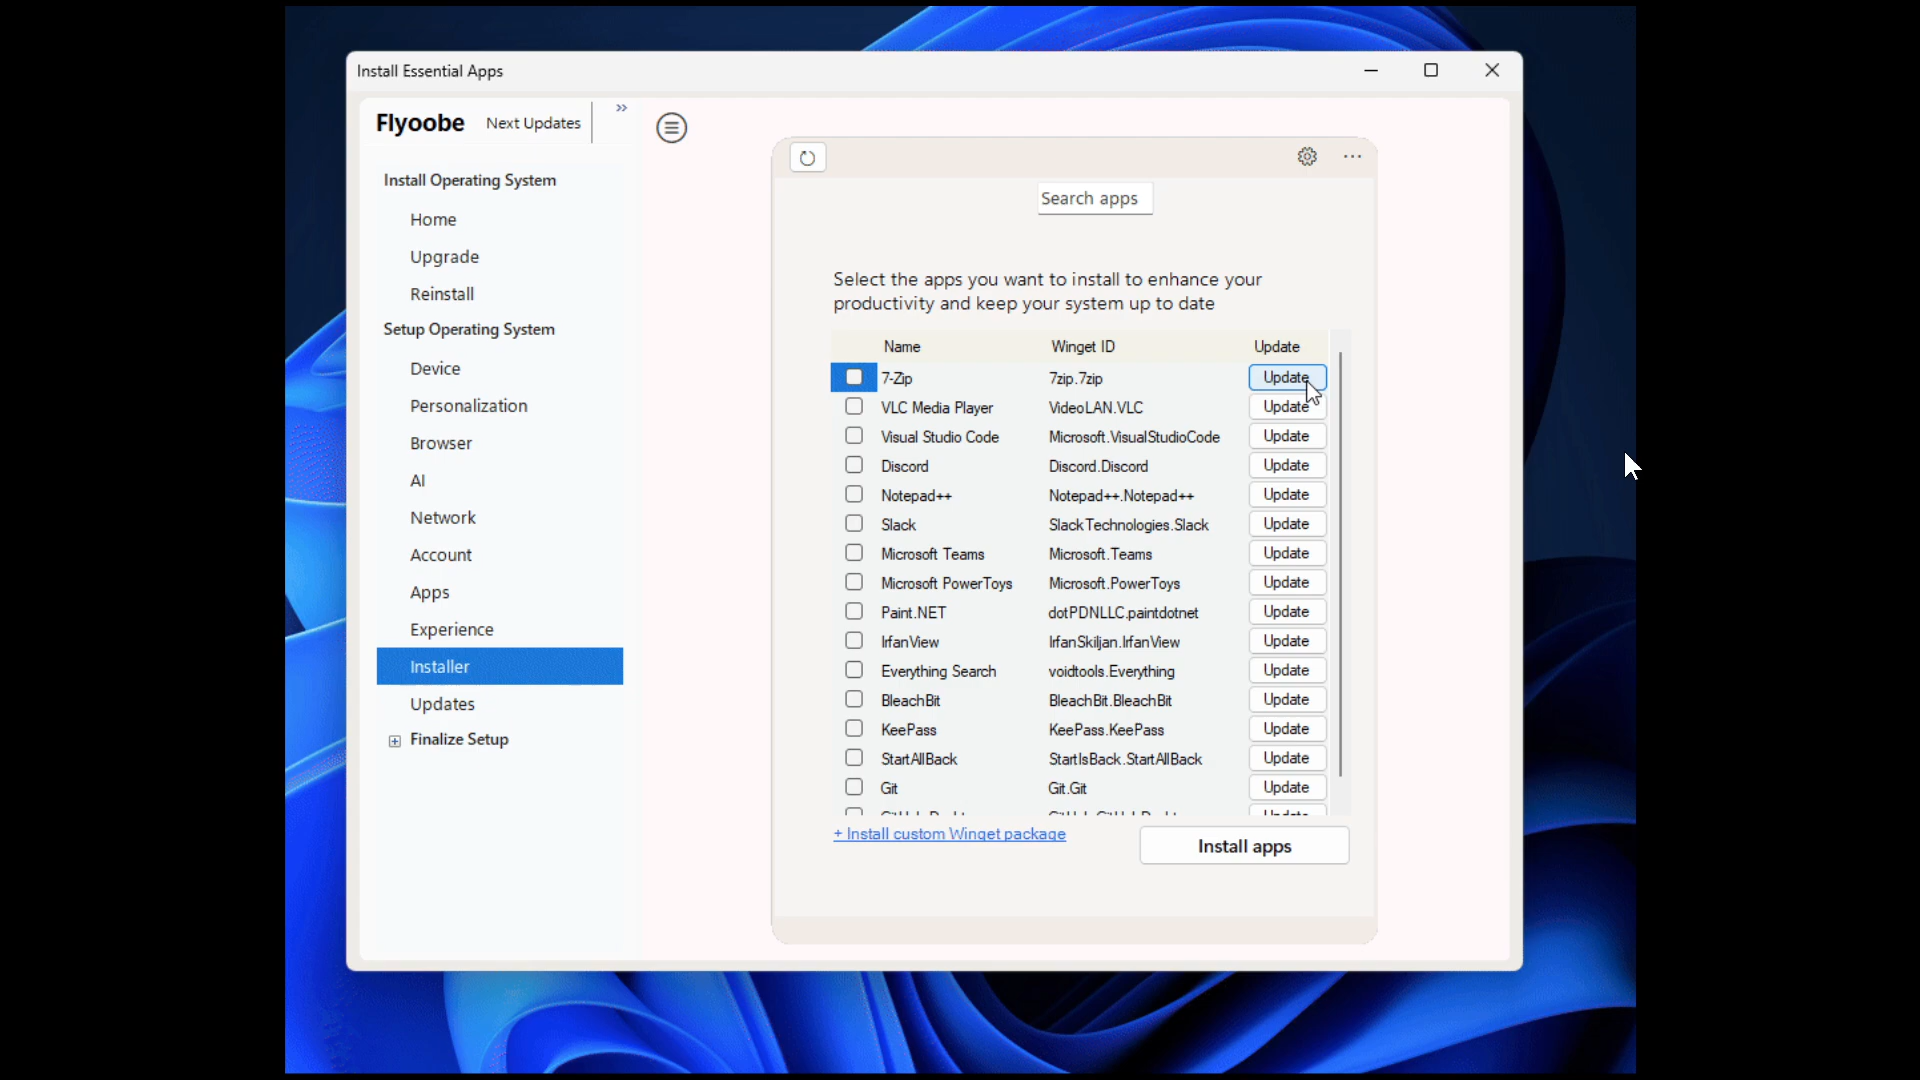 Install Essential Apps
Flyoobe Next Updates »
Install Operating System
Home
Upgrade
Reinstall
Setup Operating System
Device
Personalization
Browser
AI
Network
Account
Apps
Experience
Installer
Updates
Finalize Setup
Search apps
Select the apps you want to install to enhance your
productivity and keep your system up to date
Name Winget ID Update
7-Zip 7zip.7zip Update
VLC Media Player VideoLAN.VLC Update
Visual Studio Code Microsoft.VisualStudioCode Update
Discord Discord.Discord Update
Notepad++ Notepad++.Notepad++ Update
Slack SlackTechnologies.Slack Update
Microsoft Teams Microsoft.Teams Update
Microsoft PowerToys Microsoft.PowerToys Update
Paint.NET dotPDNLLC.paintdotnet Update
IrfanView IrfanSkiljan.IrfanView Update
Everything Search voidtools.Everything Update
BleachBit BleachBit.BleachBit Update
KeePass KeePass.KeePass Update
StartAllBack StartIsBack.StartAllBack Update
Git Git.Git Update
+ Install custom Winget package
Install apps